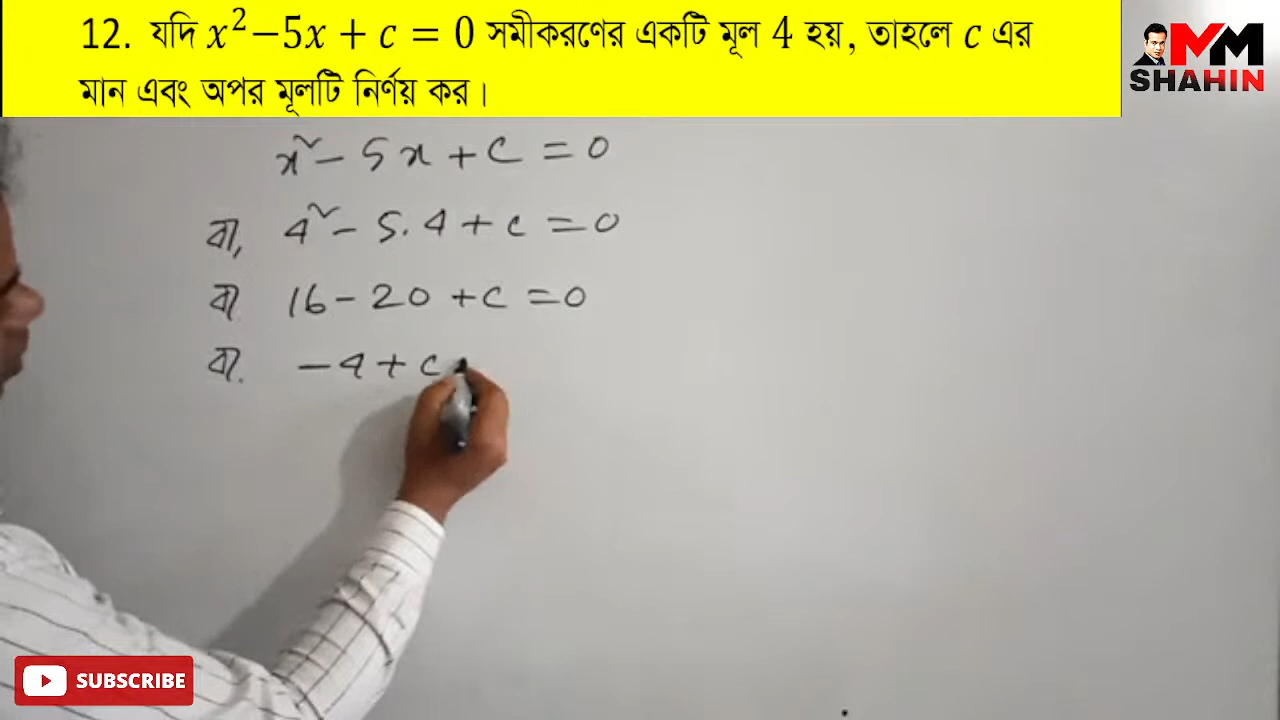 12. যদি x² −5x + c = 0 সমীকরণের একটি মূল 4 হয়, তাহলে c এর
মান এবং অপর মূলটি নির্ণয় কর।
MM
SHAHIN
x² − 5x + c = 0
বা, 4² − 5.4 + c = 0
বা, 16 − 20 + c = 0
বা, −4 + c
SUBSCRIBE